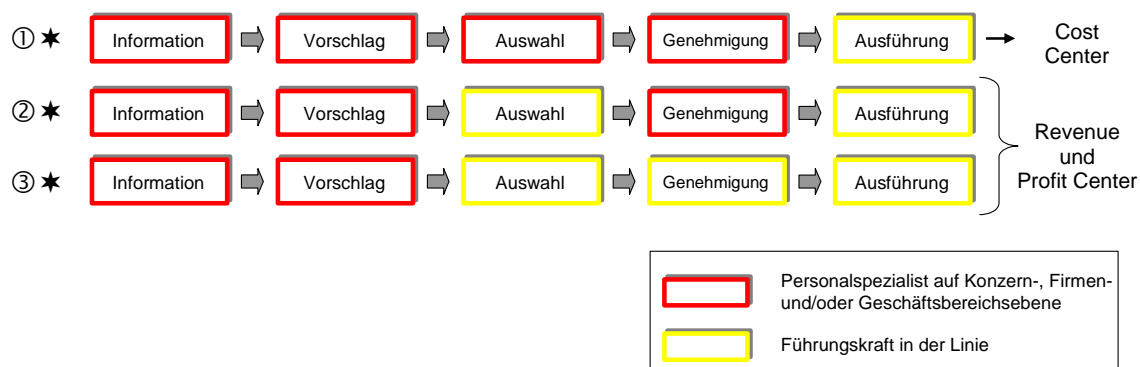 ① ★ Information Vorschlag Auswahl Genehmigung Ausführung Cost
Center
② ★ Information Vorschlag Auswahl Genehmigung Ausführung
③ ★ Information Vorschlag Auswahl Genehmigung Ausführung
Revenue
und
Profit Center
Personalspezialist auf Konzern-, Firmen-
und/oder Geschäftsbereichsebene
Führungskraft in der Linie